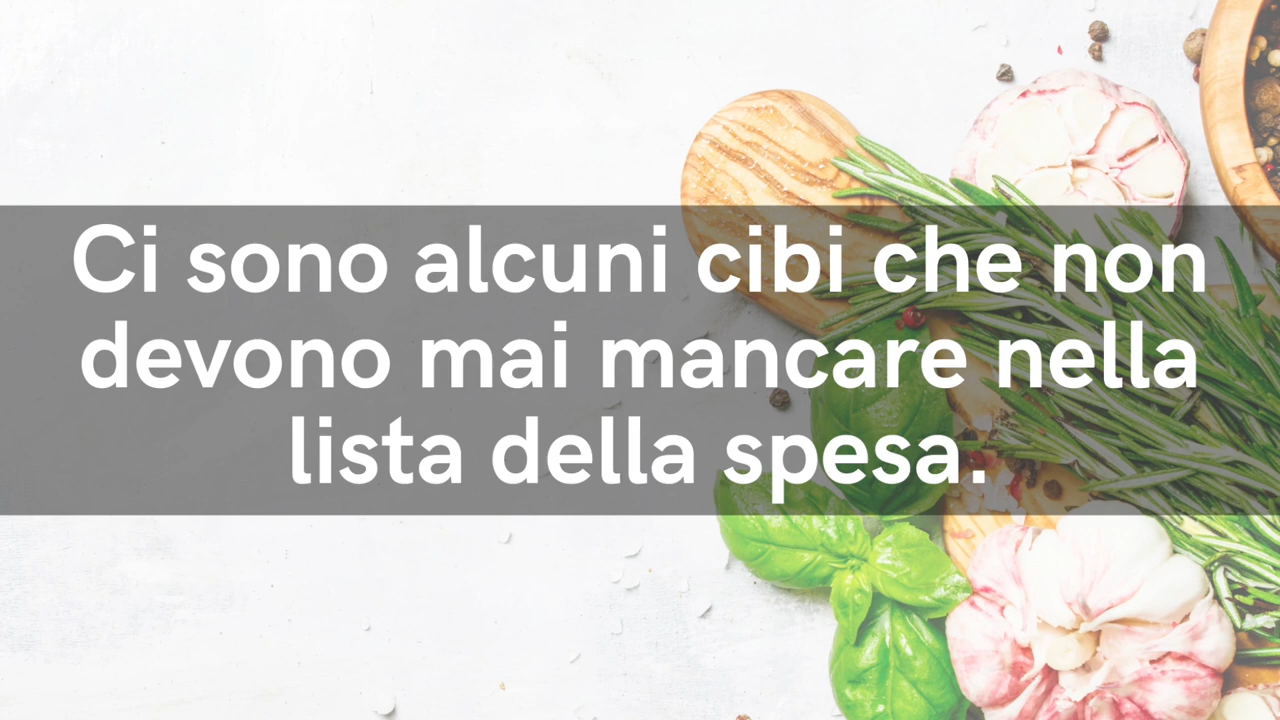 Ci sono alcuni cibi che non
devono mai mancare nella
lista della spesa.